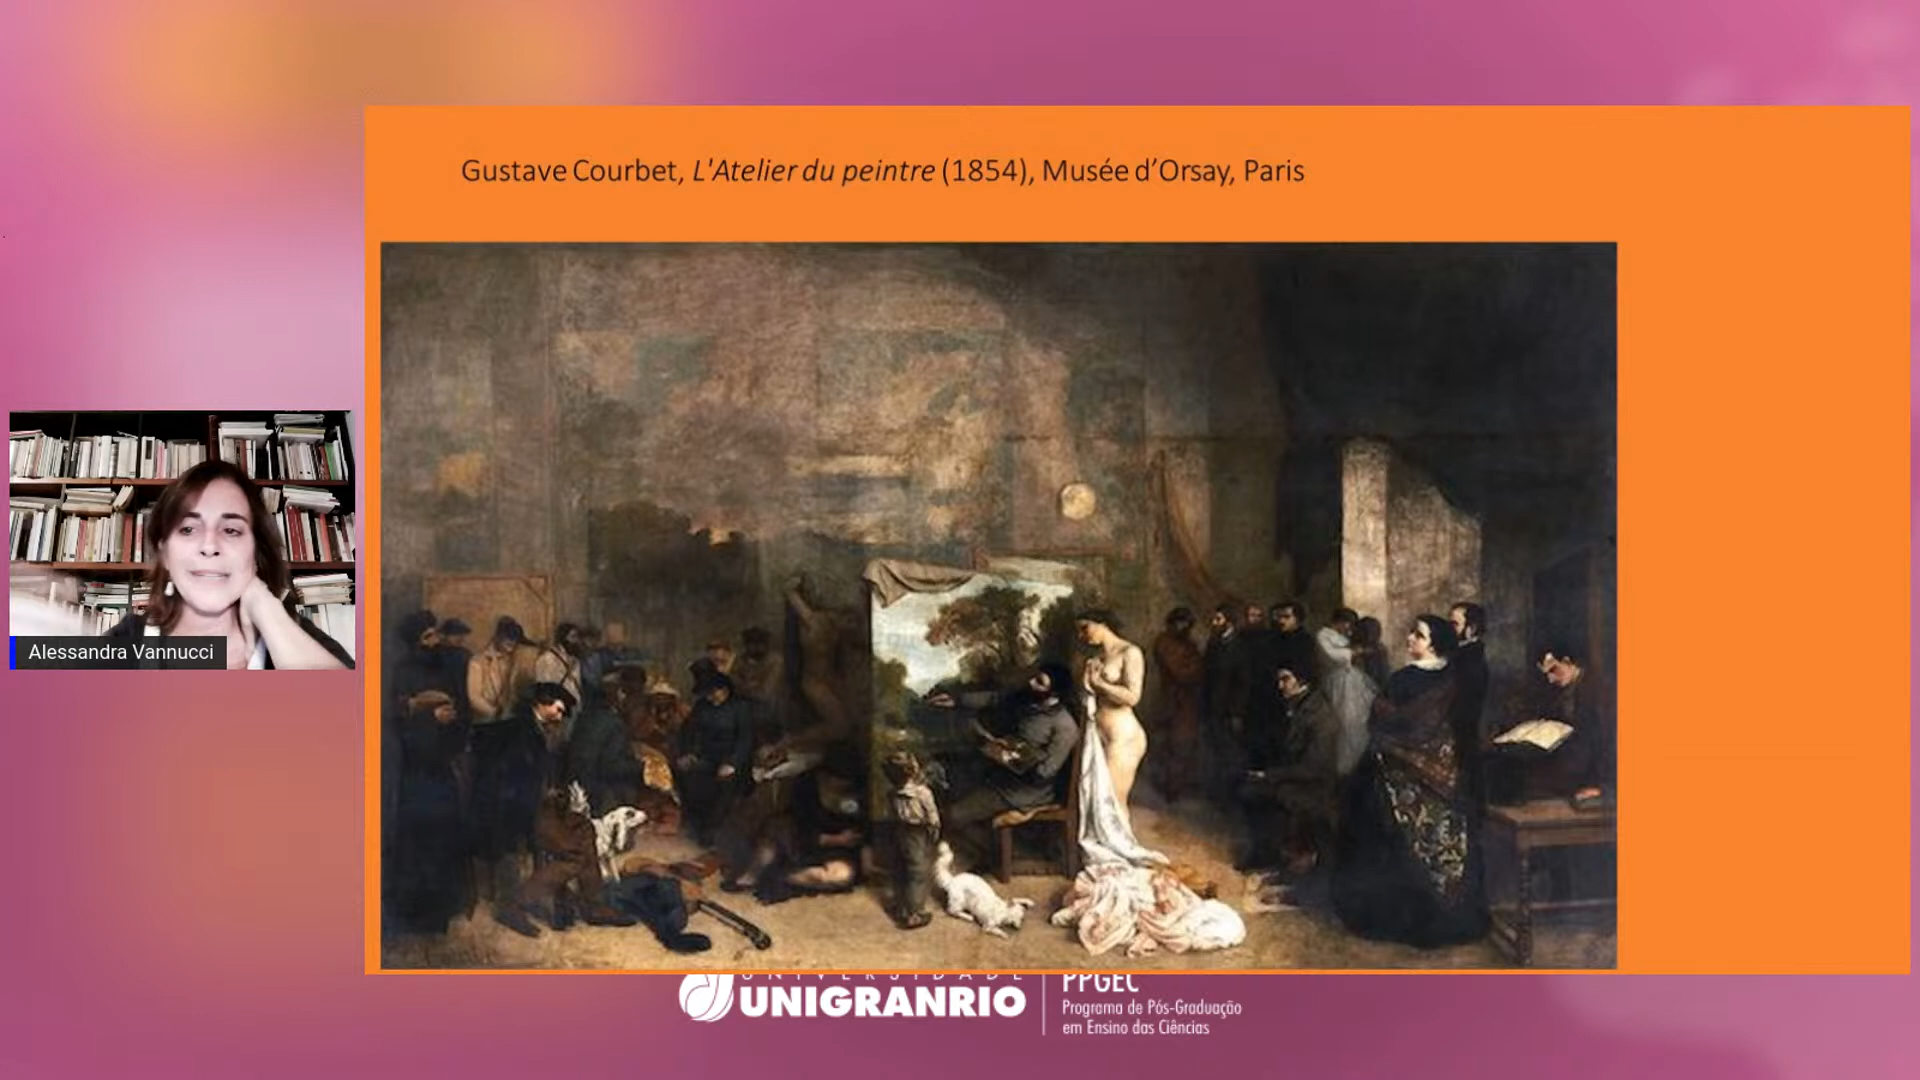 Gustave Courbet, L'Atelier du peintre (1854), Musée d’Orsay, Paris
Alessandra Vannucci
UNIVERSIDADE
UNIGRANRIO
PPGEC
Programa de Pós-Graduação
em Ensino das Ciências